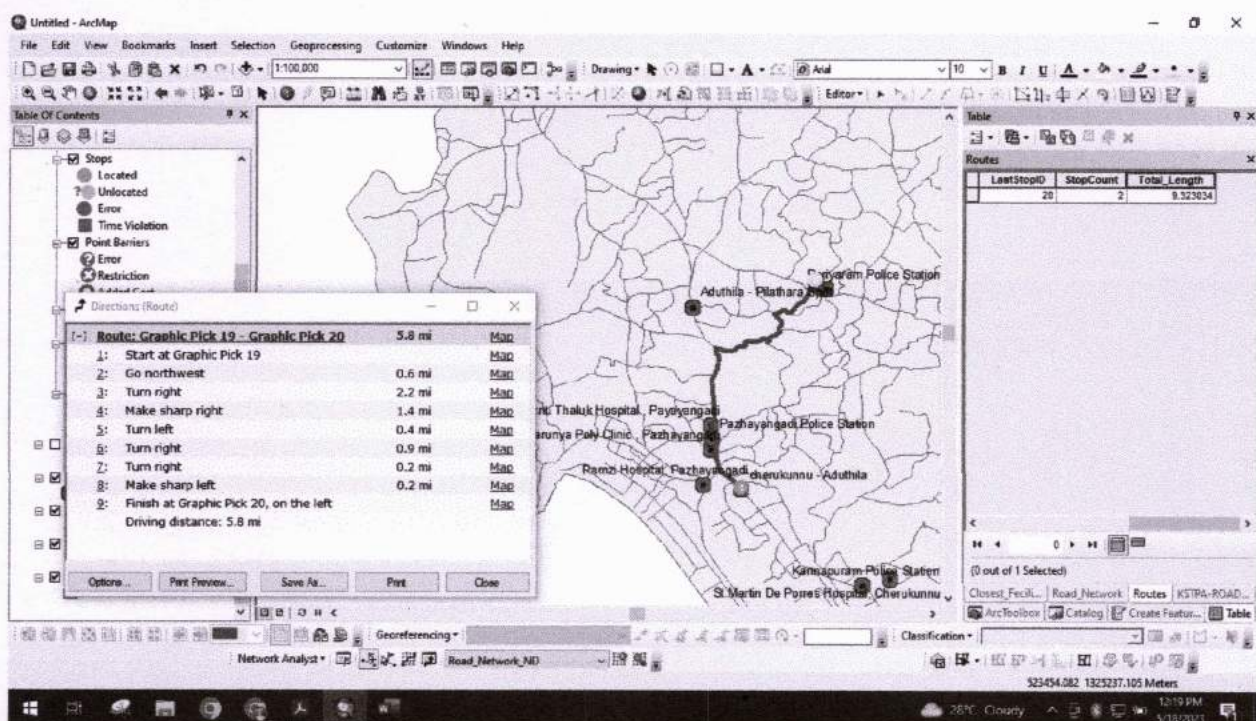 Untitled - ArcMap
File Edit View Bookmarks Insert Selection Geoprocessing Customize Windows Help
1:100,000
Drawing
Arial
10
B I U A
Editor
Table Of Contents
Stops
Located
Unlocated
Error
Time Violation
Point Barriers
Error
Restriction
Directions (Route)
[-] Route: Graphic Pick 19 - Graphic Pick 20 5.8 mi Map
1: Start at Graphic Pick 19 Map
2: Go northwest 0.6 mi Map
3: Turn right 2.2 mi Map
4: Make sharp right 1.4 mi Map
5: Turn left 0.4 mi Map
6: Turn right 0.9 mi Map
7: Turn right 0.2 mi Map
8: Make sharp left 0.2 mi Map
9: Finish at Graphic Pick 20, on the left Map
Driving distance: 5.8 mi
Options... Print Preview... Save As... Print Close
Police Station
Aduthila - Pilathara
Thaluk Hospital, Payayangadi
Pazhayangadi Police Station
Poly Clinic, Pazhayangadi
Ramzi Hospital, Pazhayangadi
cherukunnu - Aduthila
Kannapuram Police Station
St Martin De Porres Hospital, Cherukunnu
Table
Routes
LastStopID StopCount Total_Length
20 2 9.323034
0
(0 out of 1 Selected)
Closest_Facili... Road_Network Routes KSTPA-ROAD...
ArcToolbox Catalog Create Featur... Table
Georeferencing
Classification
Network Analyst
Road_Network_ND
523454.082 1325237.105 Meters
28°C Cloudy
12:19 PM